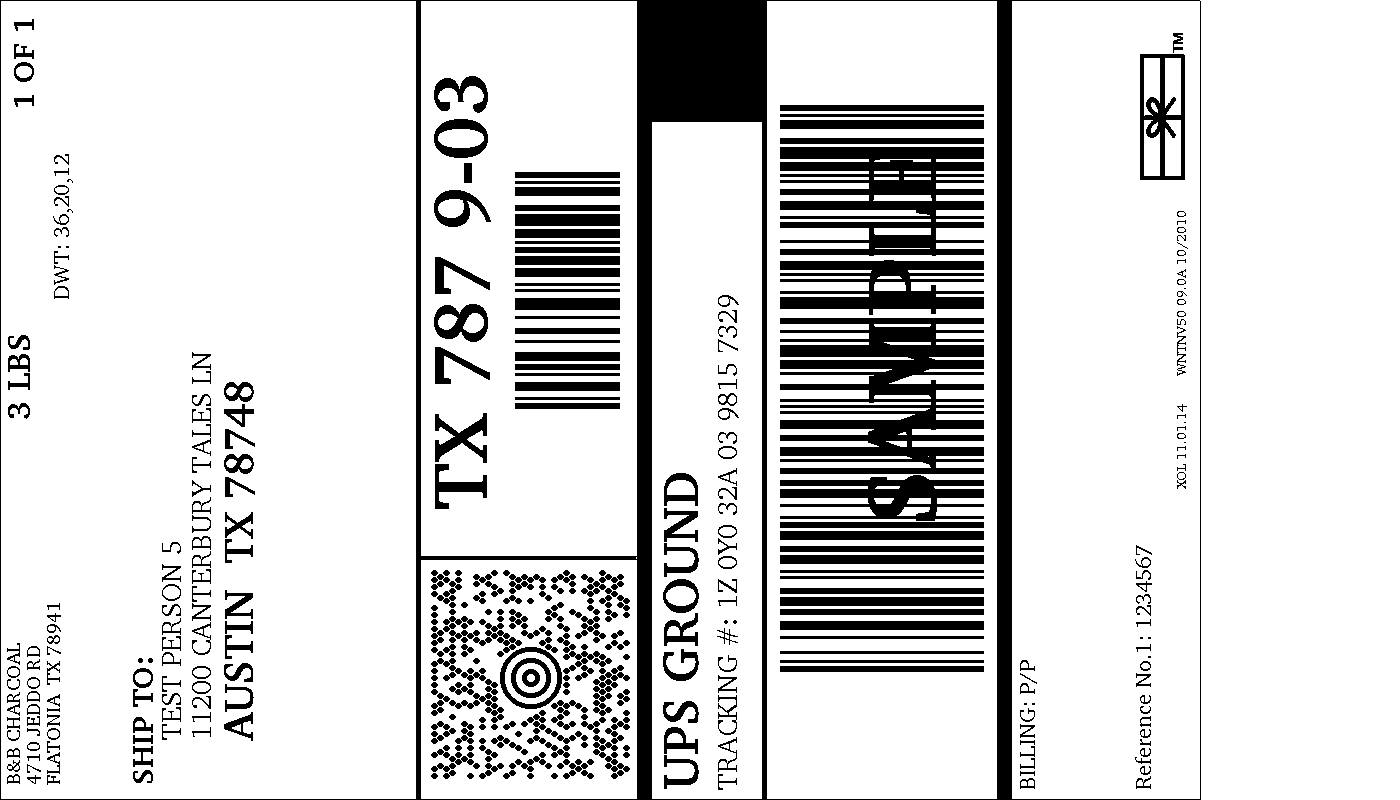 B&B CHARCOAL
4710 JEDDO RD
FLATONIA TX 78941
3 LBS
1 OF 1
DWT: 36,20,12
SHIP TO:
TEST PERSON 5
11200 CANTERBURY TALES LN
AUSTIN TX 78748
TX 787 9-03
UPS GROUND
TRACKING #: 1Z 0Y0 32A 03 9815 7329
SAMPLE
BILLING: P/P
Reference No.1: 1234567
XOL 11.01.14 WNTNV50 09.0A 10/2010
TM